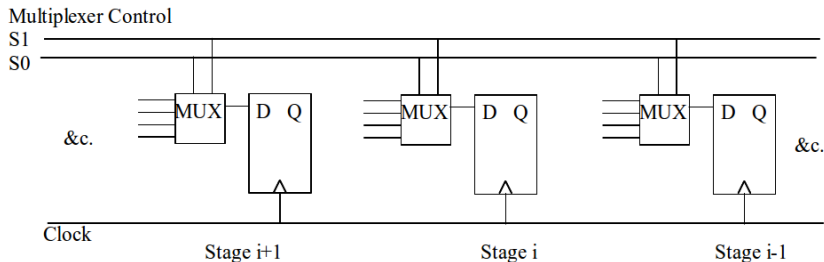 Multiplexer Control
S1
S0
MUX D Q MUX D Q MUX D Q
&c. &c.
Clock
Stage i+1 Stage i Stage i-1